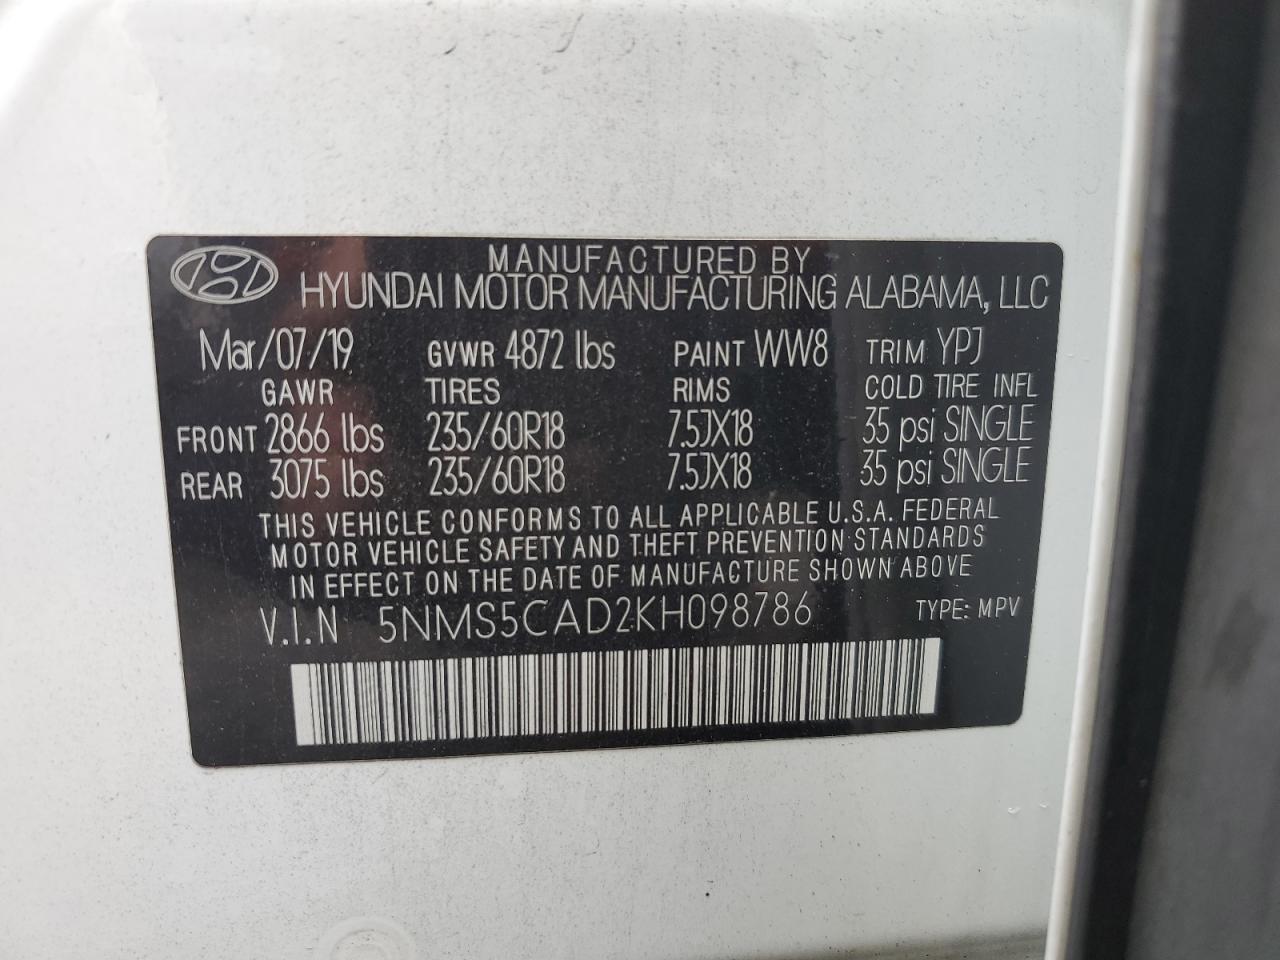 MANUFACTURED BY
HYUNDAI MOTOR MANUFACTURING ALABAMA, LLC
Mar/07/19 GVWR 4872 lbs PAINT WW8 TRIM YPJ
GAWR TIRES RIMS COLD TIRE INFL
FRONT 2866 lbs 235/60R18 7.5JX18 35 psi SINGLE
REAR 3075 lbs 235/60R18 7.5JX18 35 psi SINGLE
THIS VEHICLE CONFORMS TO ALL APPLICABLE U.S.A. FEDERAL
MOTOR VEHICLE SAFETY AND THEFT PREVENTION STANDARDS
IN EFFECT ON THE DATE OF MANUFACTURE SHOWN ABOVE
V.I.N 5NMS5CAD2KH098786 TYPE: MPV